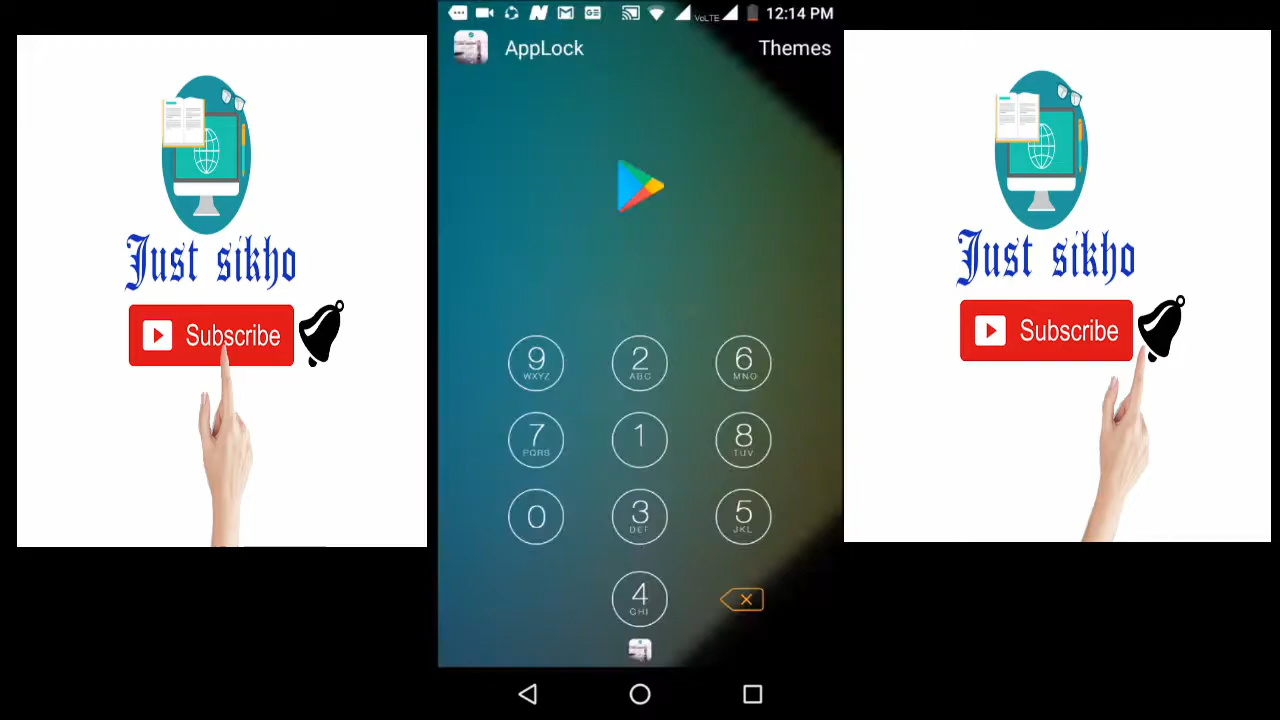 VoLTE 12:14 PM
AppLock Themes
Just sikho
Subscribe
9 2 6
WXYZ ABC MNO
7 1 8
PQRS TUV
0 3 5
DEF JKL
4
GHI
Just sikho
Subscribe